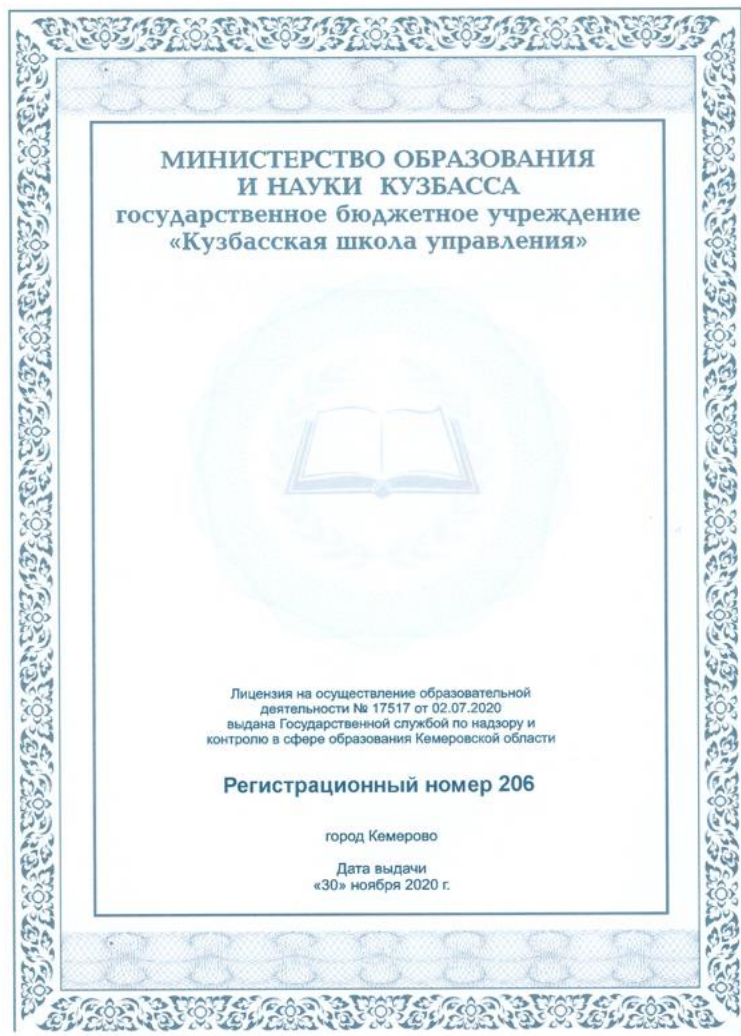 МИНИСТЕРСТВО ОБРАЗОВАНИЯ
И НАУКИ КУЗБАССА
государственное бюджетное учреждение
«Кузбасская школа управления»
Лицензия на осуществление образовательной
деятельности № 17517 от 02.07.2020
выдана Государственной службой по надзору и
контролю в сфере образования Кемеровской области
Регистрационный номер 206
город Кемерово
Дата выдачи
«30» ноября 2020 г.